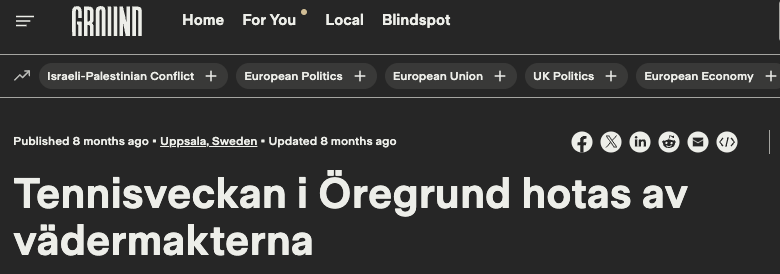 GROUND Home For You Local Blindspot
Israeli-Palestinian Conflict + European Politics + European Union + UK Politics + European Economy +
Published 8 months ago • Uppsala, Sweden • Updated 8 months ago
Tennisveckan i Öregrund hotas av
vädermakterna